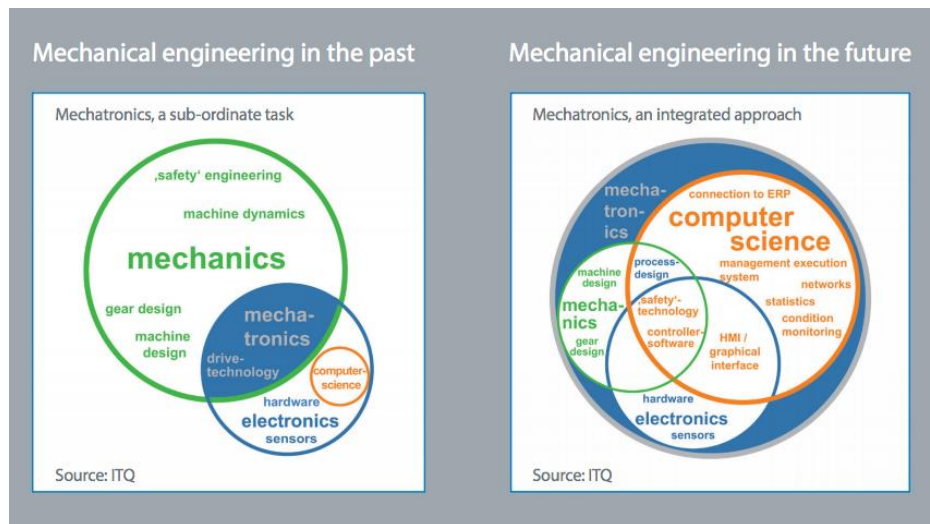 Mechanical engineering in the past
Mechatronics, a sub-ordinate task
‚safety‘ engineering
machine dynamics
mechanics
gear design
machine
design
mecha-
tronics
drive-
technology
computer-
science
hardware
electronics
sensors
Source: ITQ
Mechanical engineering in the future
Mechatronics, an integrated approach
mecha-
tron-
ics
connection to ERP
computer
science
management execution
system
networks
statistics
condition
monitoring
process-
design
machine
design
mecha-
nics
gear
design
‚safety‘-
technology
controller-
software
HMI /
graphical
interface
hardware
electronics
sensors
Source: ITQ